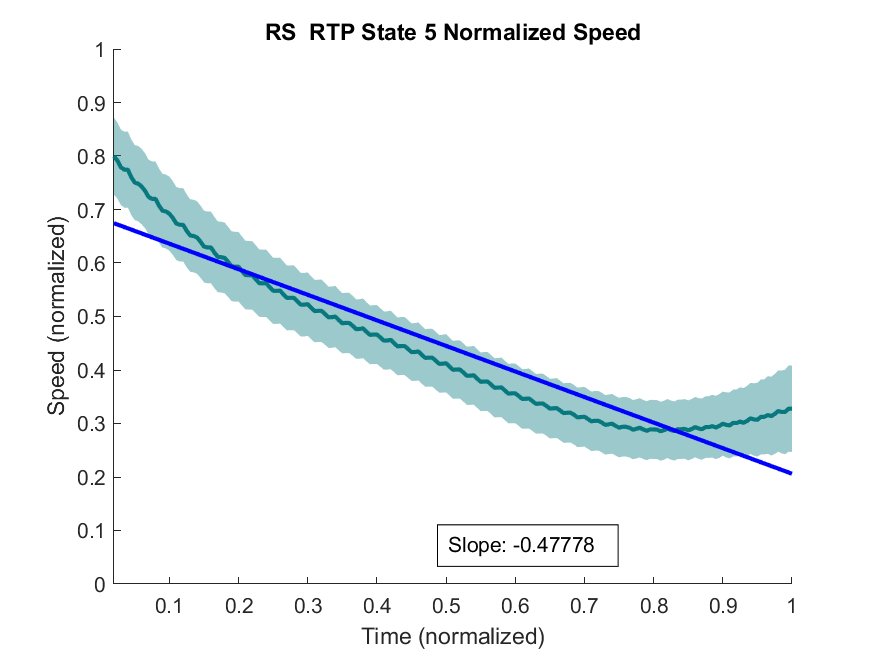 RS  RTP State 5 Normalized Speed
1
0.9
0.8
0.7
0.6
0.5
0.4
0.3
0.2
0.1
0
Speed (normalized)
Slope: -0.47778
0.1 0.2 0.3 0.4 0.5 0.6 0.7 0.8 0.9 1
Time (normalized)